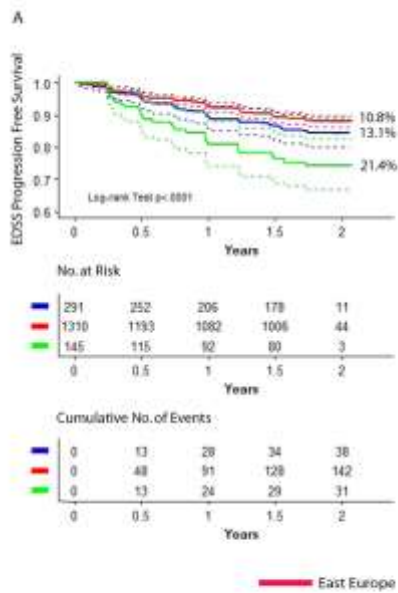 A
EDSS Progression Free Survival
1.0
0.9
0.8
0.7
0.6
10.8%
13.1%
21.4%
Log-rank Test p<.0001
0 0.5 1 1.5 2
Years
No. at Risk
291 252 206 178 11
1310 1193 1082 1006 44
145 115 92 80 3
0 0.5 1 1.5 2
Years
Cumulative No. of Events
0 13 28 34 38
0 48 91 128 142
0 13 24 29 31
0 0.5 1 1.5 2
Years
East Europe